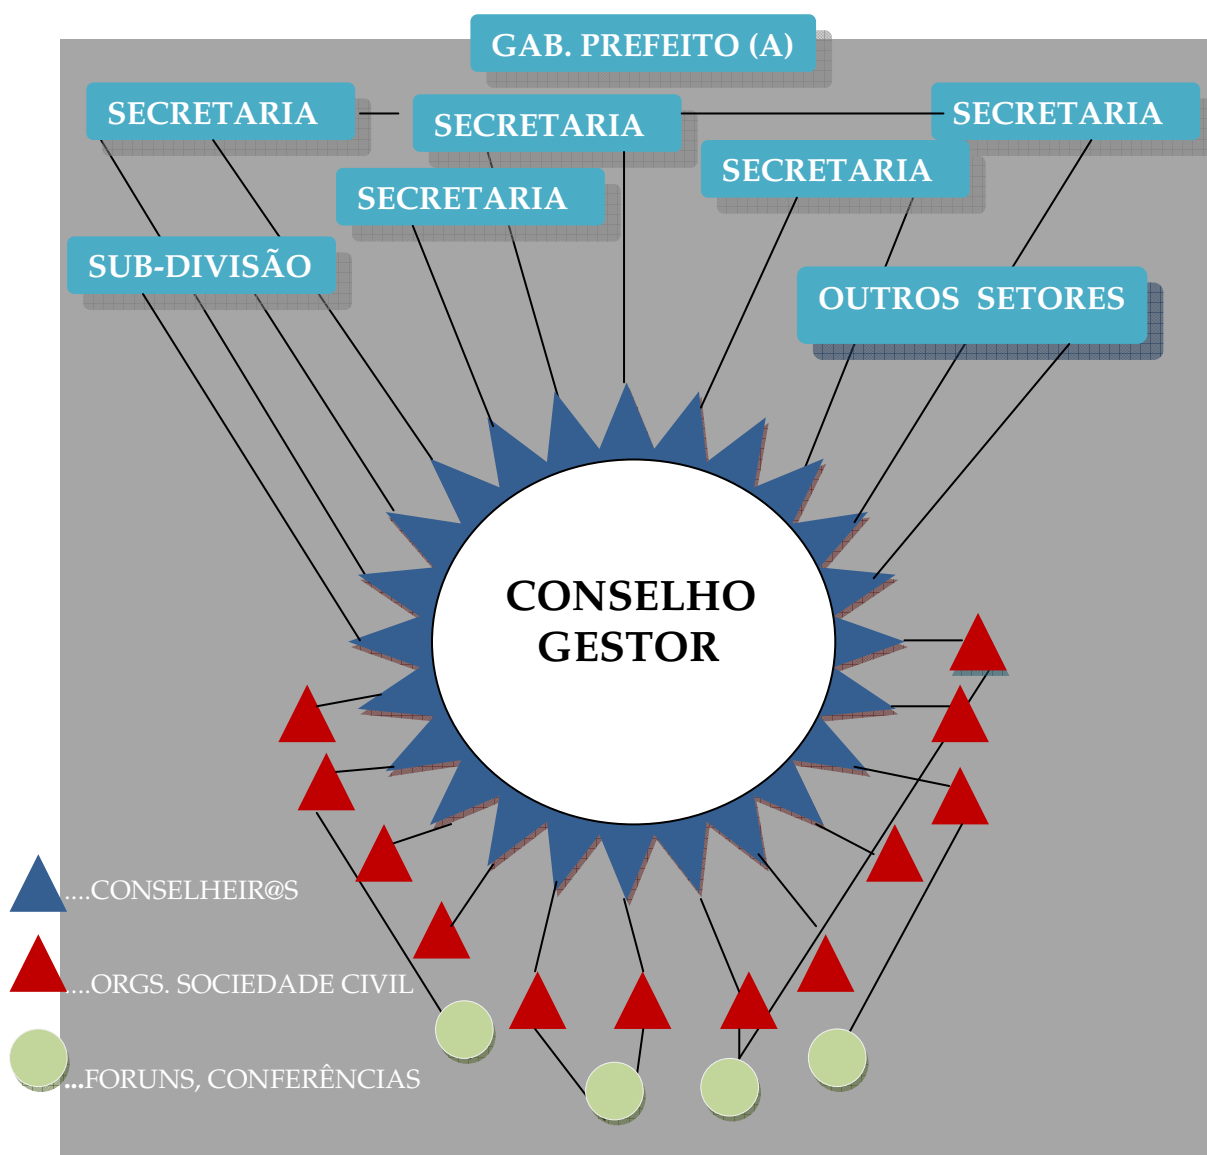 GAB. PREFEITO (A)
SECRETARIA
SECRETARIA
SECRETARIA
SECRETARIA
SECRETARIA
SUB-DIVISÃO
OUTROS SETORES
CONSELHO
GESTOR
....CONSELHEIR@S
....ORGS. SOCIEDADE CIVIL
...FORUNS, CONFERÊNCIAS